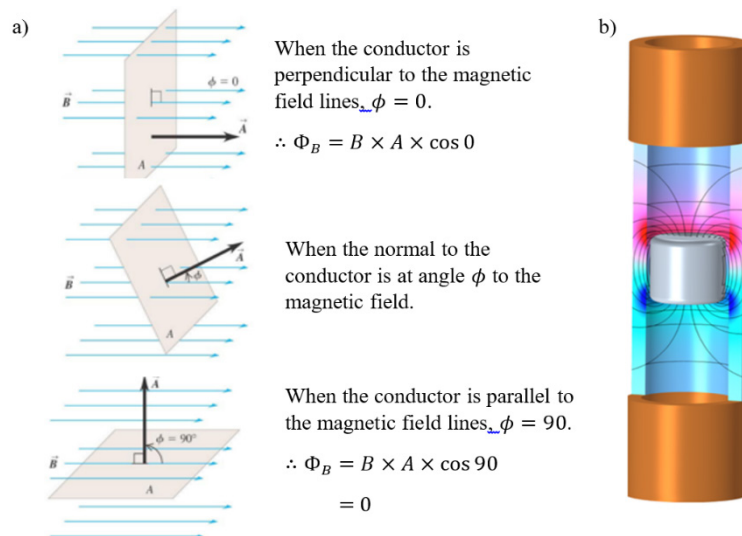 a)
When the conductor is
perpendicular to the magnetic
field lines, ϕ = 0.
∴ Φ_B = B × A × cos 0
ϕ = 0
B⃗
A⃗
A
When the normal to the
conductor is at angle ϕ to the
magnetic field.
B⃗
A⃗
ϕ
A
When the conductor is parallel to
the magnetic field lines, ϕ = 90.
∴ Φ_B = B × A × cos 90
= 0
A⃗
ϕ = 90°
B⃗
A
b)